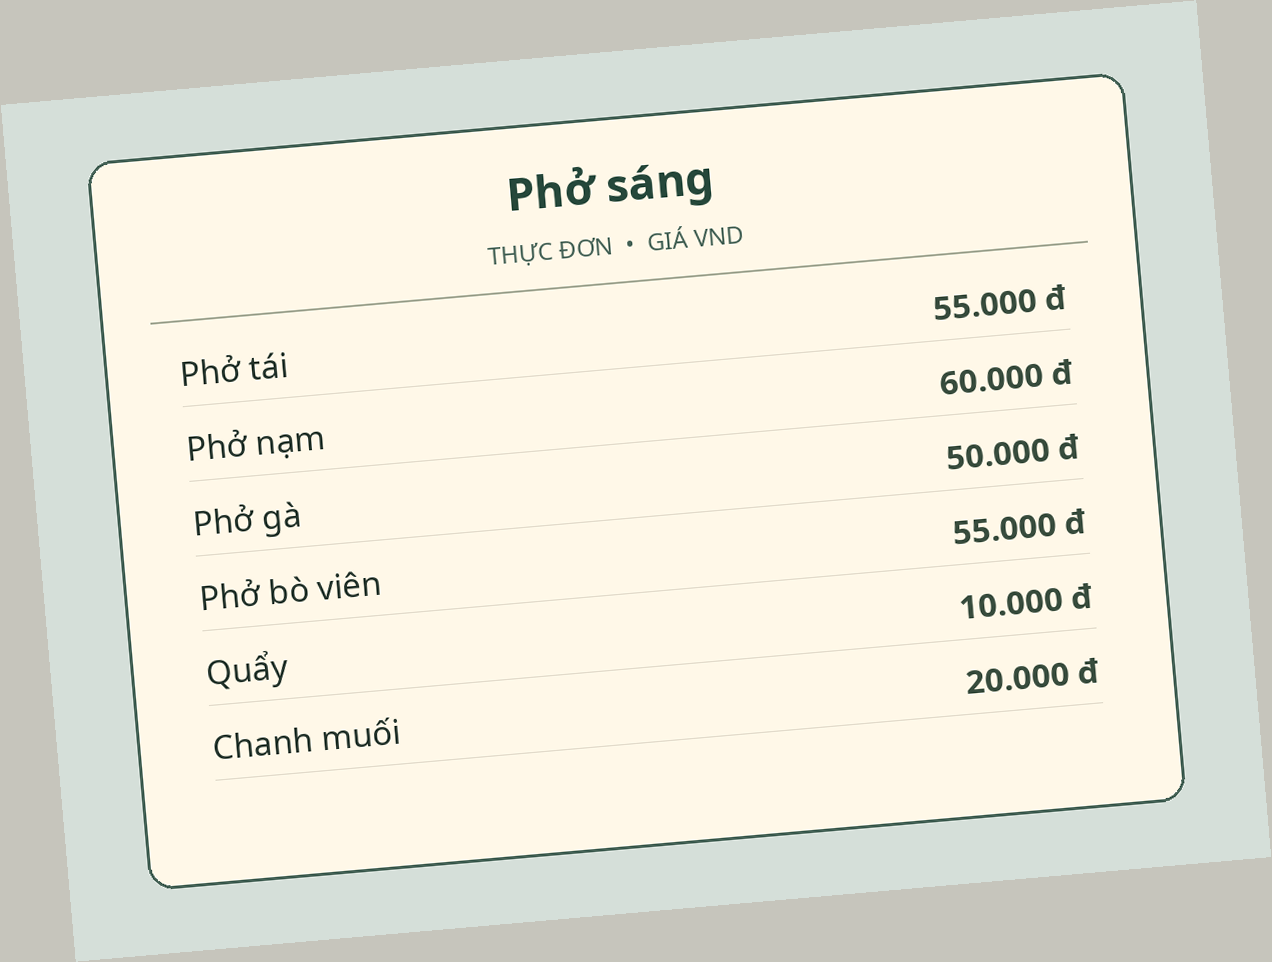 Phở sáng
THỰC ĐƠN • GIÁ VND
Phở tái 55.000 đ
Phở nạm 60.000 đ
Phở gà 50.000 đ
Phở bò viên 55.000 đ
Quẩy 10.000 đ
Chanh muối 20.000 đ